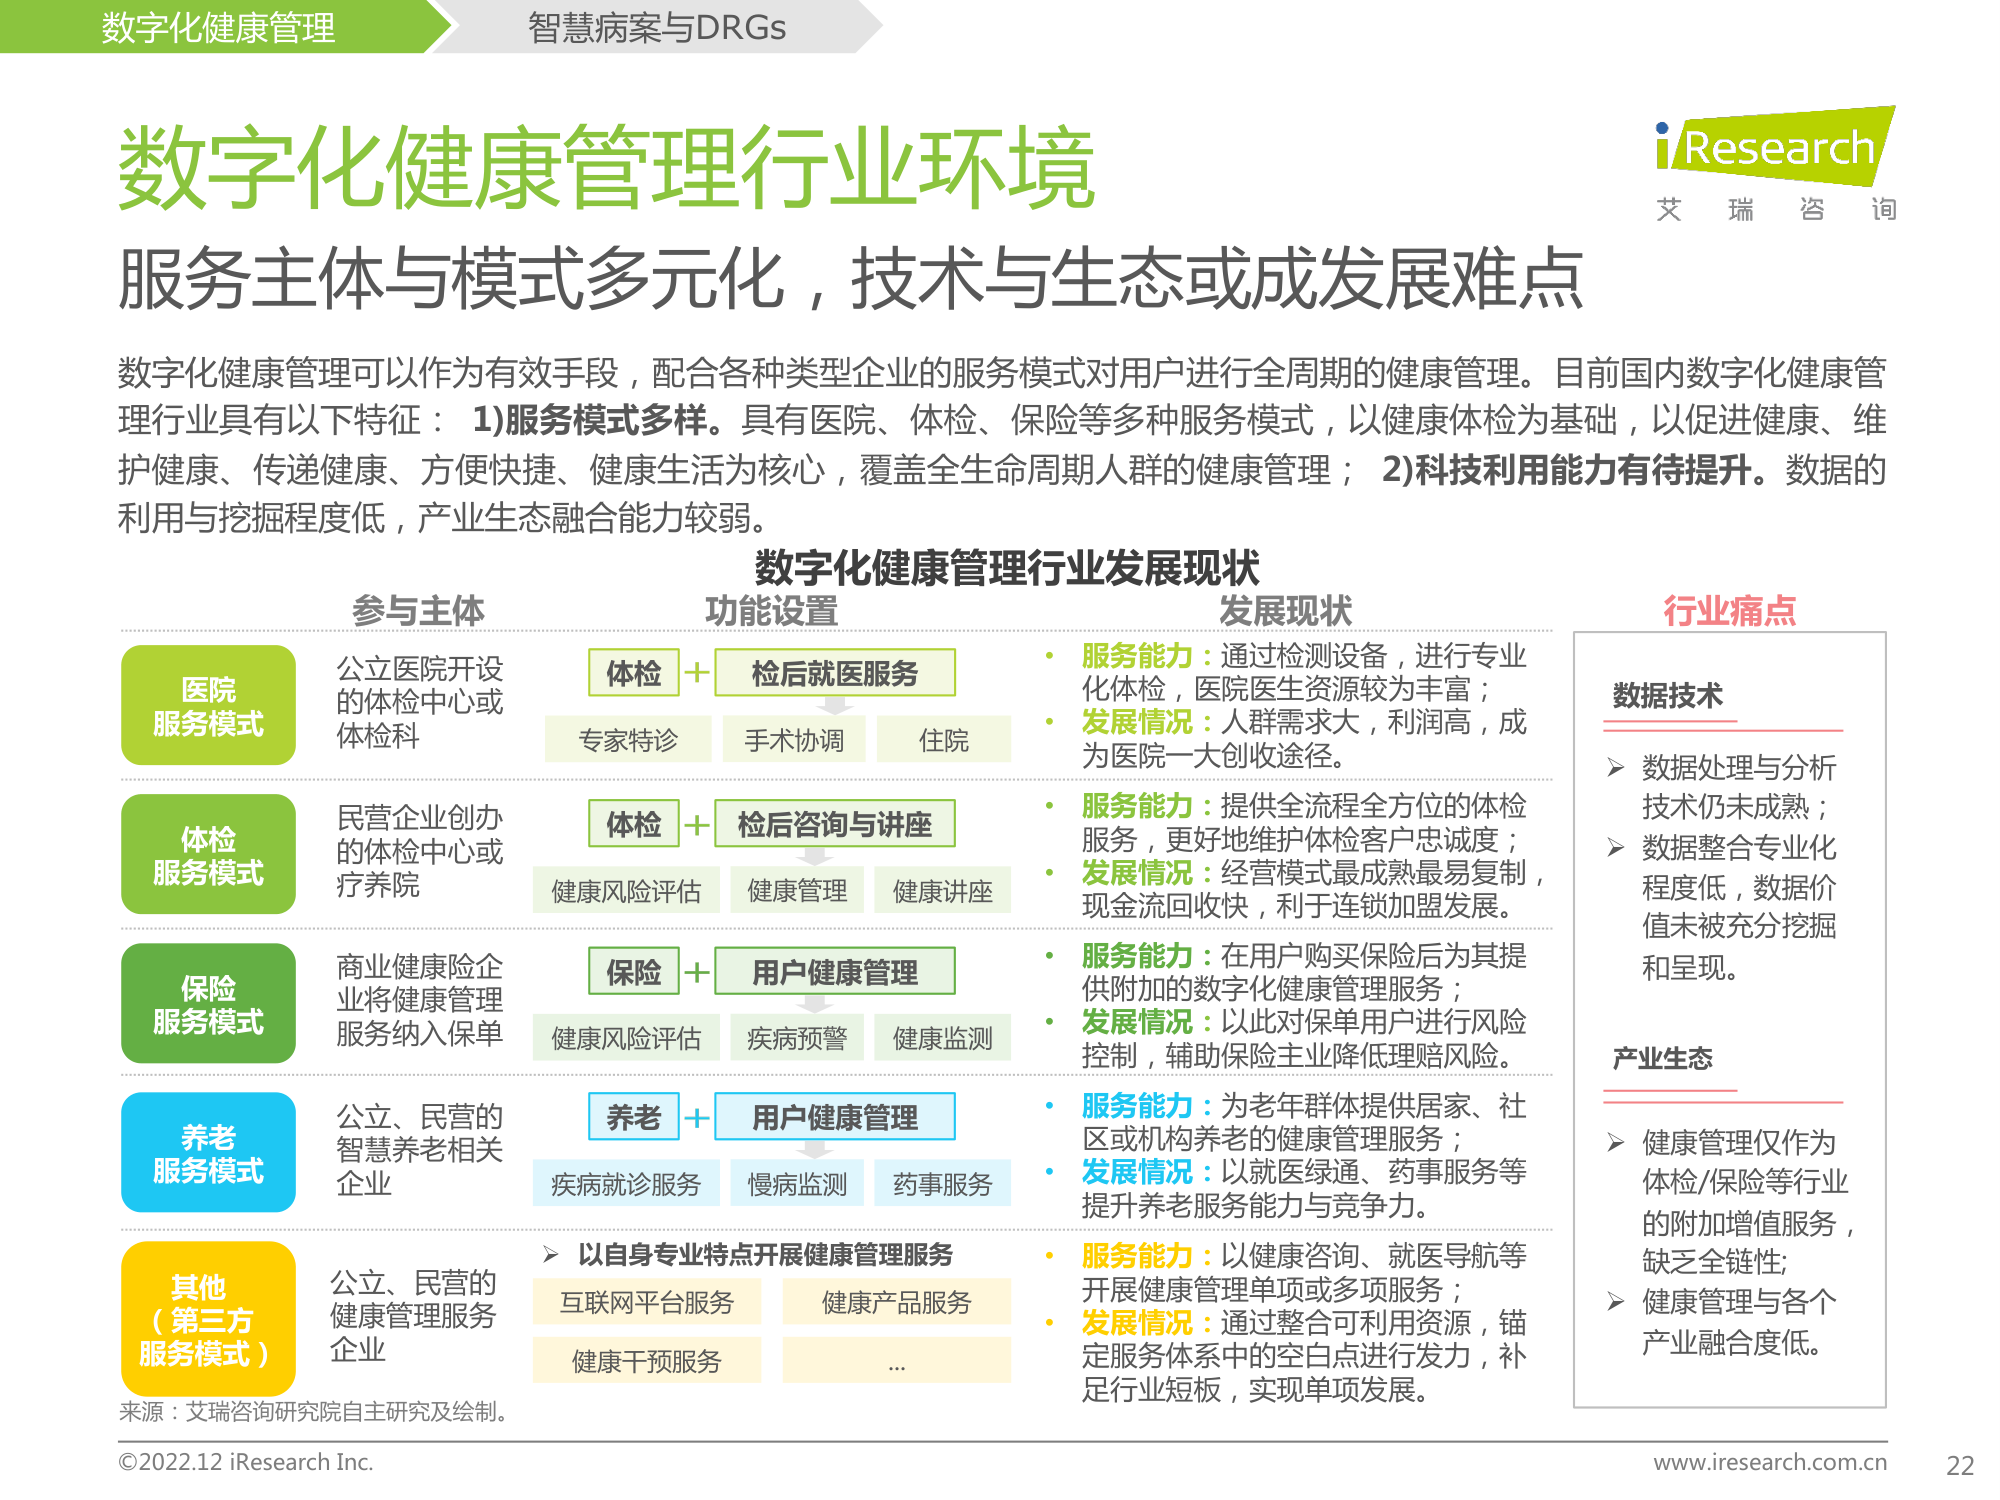 数字化健康管理
智慧病案与DRGs
数字化健康管理行业环境
iResearch
艾瑞咨询
服务主体与模式多元化，技术与生态或成发展难点
数字化健康管理可以作为有效手段，配合各种类型企业的服务模式对用户进行全周期的健康管理。目前国内数字化健康管
理行业具有以下特征： 1)服务模式多样。具有医院、体检、保险等多种服务模式，以健康体检为基础，以促进健康、维
护健康、传递健康、方便快捷、健康生活为核心，覆盖全生命周期人群的健康管理； 2)科技利用能力有待提升。数据的
利用与挖掘程度低，产业生态融合能力较弱。
数字化健康管理行业发展现状
参与主体
功能设置
发展现状
行业痛点
医院
服务模式
公立医院开设
的体检中心或
体检科
体检 + 检后就医服务
专家特诊
手术协调
住院
• 服务能力：通过检测设备，进行专业
化体检，医院医生资源较为丰富；
• 发展情况：人群需求大，利润高，成
为医院一大创收途径。
体检
服务模式
民营企业创办
的体检中心或
疗养院
体检 + 检后咨询与讲座
健康风险评估
健康管理
健康讲座
• 服务能力：提供全流程全方位的体检
服务，更好地维护体检客户忠诚度；
• 发展情况：经营模式最成熟最易复制，
现金流回收快，利于连锁加盟发展。
保险
服务模式
商业健康险企
业将健康管理
服务纳入保单
保险 + 用户健康管理
健康风险评估
疾病预警
健康监测
• 服务能力：在用户购买保险后为其提
供附加的数字化健康管理服务；
• 发展情况：以此对保单用户进行风险
控制，辅助保险主业降低理赔风险。
养老
服务模式
公立、民营的
智慧养老相关
企业
养老 + 用户健康管理
疾病就诊服务
慢病监测
药事服务
• 服务能力：为老年群体提供居家、社
区或机构养老的健康管理服务；
• 发展情况：以就医绿通、药事服务等
提升养老服务能力与竞争力。
其他
（第三方
服务模式）
公立、民营的
健康管理服务
企业
➢ 以自身专业特点开展健康管理服务
互联网平台服务
健康产品服务
健康干预服务
...
• 服务能力：以健康咨询、就医导航等
开展健康管理单项或多项服务；
• 发展情况：通过整合可利用资源，锚
定服务体系中的空白点进行发力，补
足行业短板，实现单项发展。
数据技术
➢ 数据处理与分析
技术仍未成熟；
➢ 数据整合专业化
程度低，数据价
值未被充分挖掘
和呈现。
产业生态
➢ 健康管理仅作为
体检/保险等行业
的附加增值服务，
缺乏全链性;
➢ 健康管理与各个
产业融合度低。
来源：艾瑞咨询研究院自主研究及绘制。
©2022.12 iResearch Inc.
www.iresearch.com.cn
22